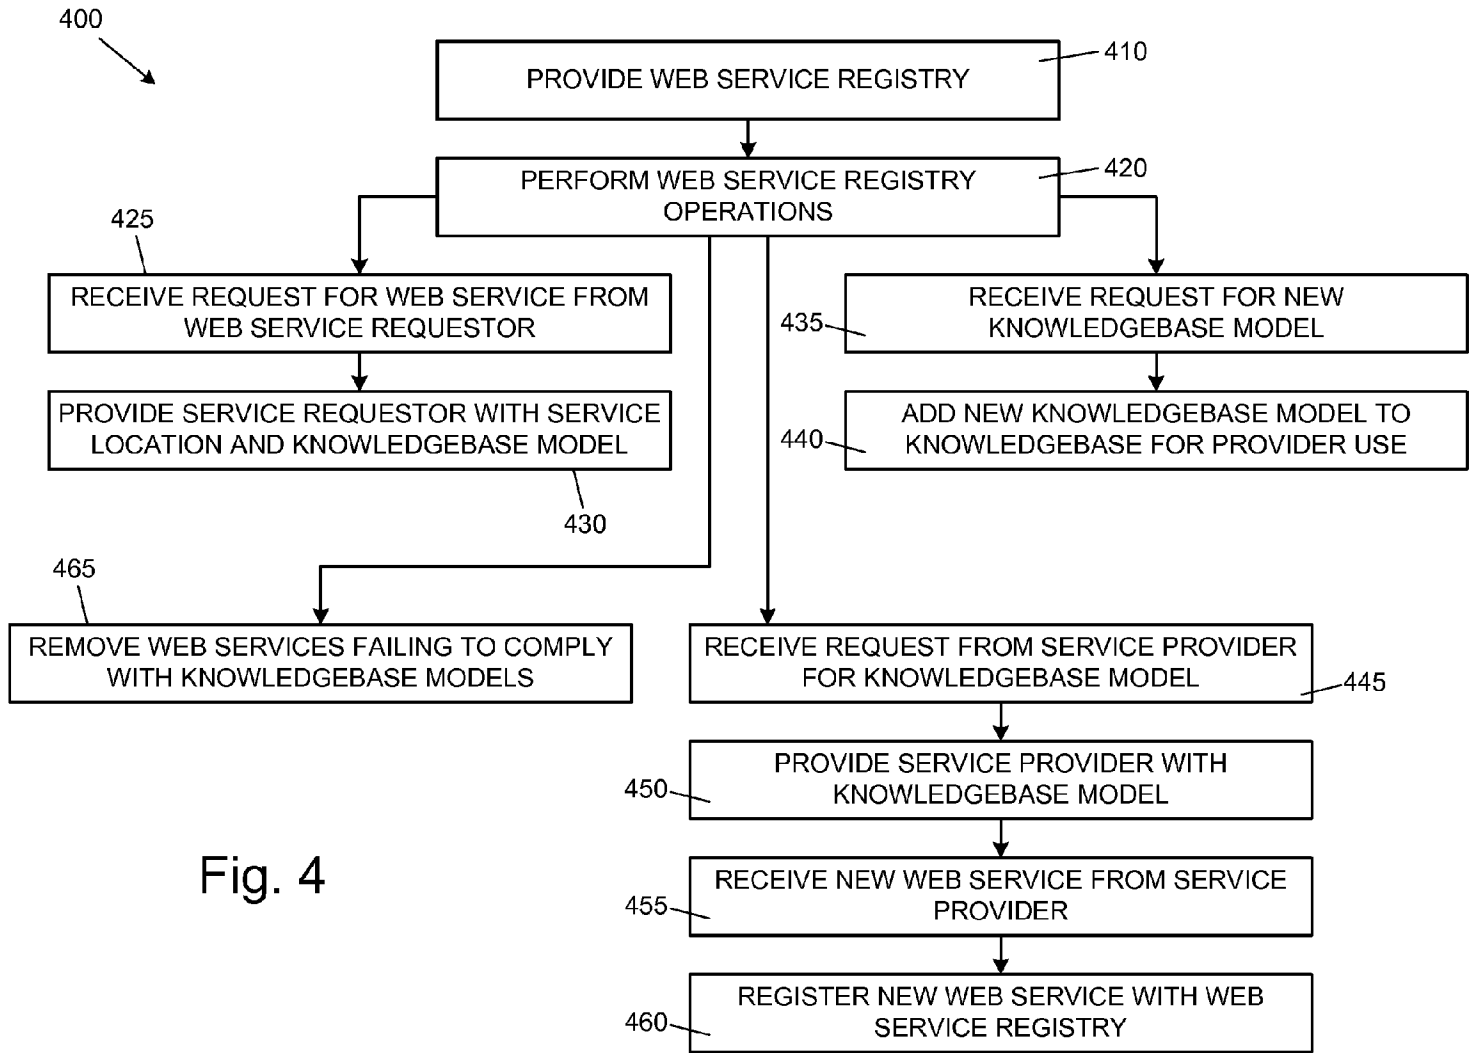 400
PROVIDE WEB SERVICE REGISTRY
410
PERFORM WEB SERVICE REGISTRY
OPERATIONS
420
425
RECEIVE REQUEST FOR WEB SERVICE FROM
WEB SERVICE REQUESTOR
RECEIVE REQUEST FOR NEW
KNOWLEDGEBASE MODEL
435
PROVIDE SERVICE REQUESTOR WITH SERVICE
LOCATION AND KNOWLEDGEBASE MODEL
430
ADD NEW KNOWLEDGEBASE MODEL TO
KNOWLEDGEBASE FOR PROVIDER USE
440
465
REMOVE WEB SERVICES FAILING TO COMPLY
WITH KNOWLEDGEBASE MODELS
RECEIVE REQUEST FROM SERVICE PROVIDER
FOR KNOWLEDGEBASE MODEL
445
PROVIDE SERVICE PROVIDER WITH
KNOWLEDGEBASE MODEL
450
RECEIVE NEW WEB SERVICE FROM SERVICE
PROVIDER
455
REGISTER NEW WEB SERVICE WITH WEB
SERVICE REGISTRY
460
Fig. 4